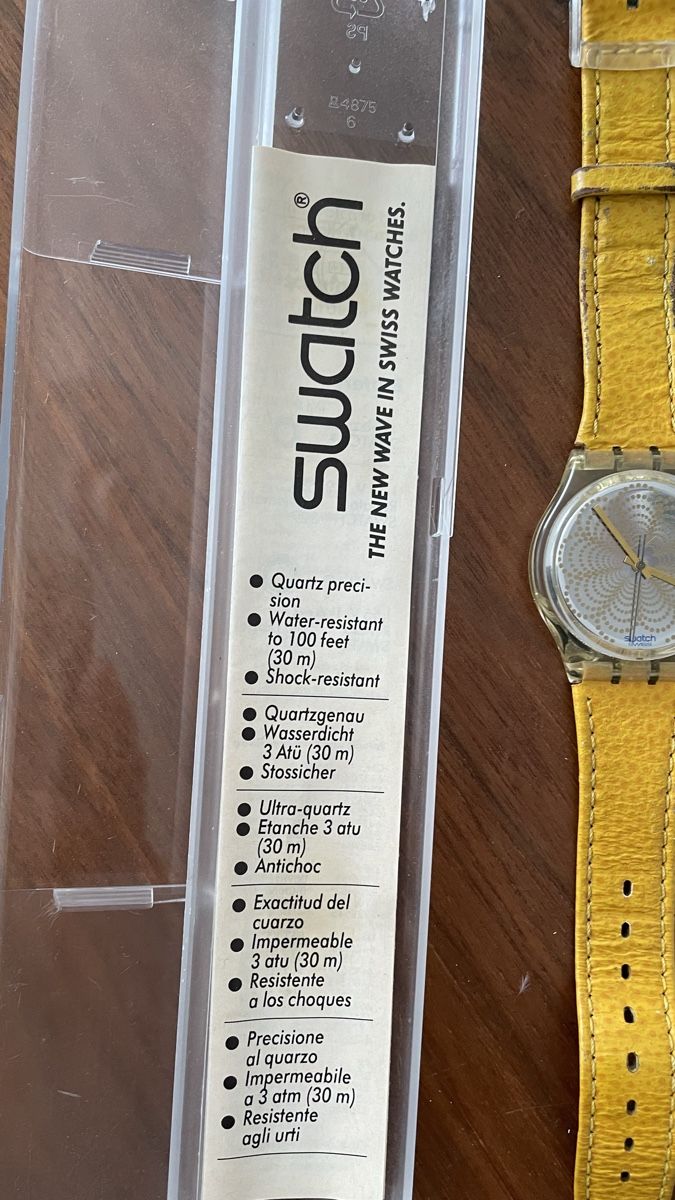 PS
4875
6
swatch®
THE NEW WAVE IN SWISS WATCHES.
● Quartz preci-
sion
● Water-resistant
to 100 feet
(30 m)
● Shock-resistant
● Quartzgenau
● Wasserdicht
3 Atü (30 m)
● Stossicher
● Ultra-quartz
● Etanche 3 atu
(30 m)
● Antichoc
● Exactitud del
cuarzo
● Impermeable
3 atu (30 m)
● Resistente
a los choques
● Precisione
al quarzo
● Impermeabile
a 3 atm (30 m)
● Resistente
agli urti
swatch
SWISS